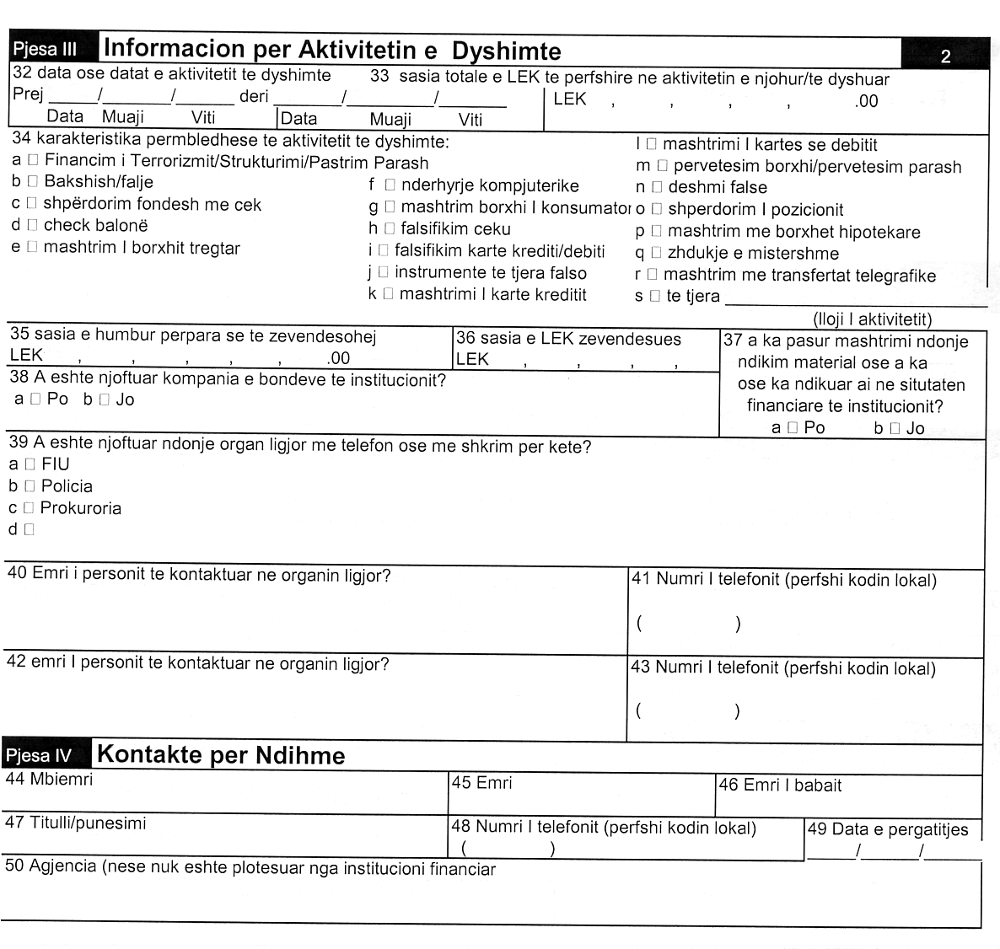 Pjesa III Informacion per Aktivitetin e Dyshimte 2
32 data ose datat e aktivitetit te dyshimte 33 sasia totale e LEK te perfshire ne aktivitetin e njohur/te dyshuar
Prej _____/_______/______ deri _______/_________/_______ LEK , , , , .00
Data Muaji Viti Data Muaji Viti
34 karakteristika permbledhese te aktivitetit te dyshimte:
a □ Financim i Terrorizmit/Strukturimi/Pastrim Parash
b □ Bakshish/falje
c □ shpërdorim fondesh me cek
d □ check balonë
e □ mashtrim I borxhit tregtar
f □ nderhyrje kompjuterike
g □ mashtrim borxhi I konsumator
h □ falsifikim ceku
i □ falsifikim karte krediti/debiti
j □ instrumente te tjera falso
k □ mashtrimi I karte kreditit
l □ mashtrimi I kartes se debitit
m □ pervetesim borxhi/pervetesim parash
n □ deshmi false
o □ shperdorim I pozicionit
p □ mashtrim me borxhet hipotekare
q □ zhdukje e mistershme
r □ mashtrim me transfertat telegrafike
s □ te tjera __________________________
(lloji I aktivitetit)
35 sasia e humbur perpara se te zevendesohej
LEK , , , , , .00
36 sasia e LEK zevendesues
LEK , , , ,
37 a ka pasur mashtrimi ndonje
ndikim material ose a ka
ose ka ndikuar ai ne situtaten
financiare te institucionit?
a □ Po b □ Jo
38 A eshte njoftuar kompania e bondeve te institucionit?
a □ Po b □ Jo
39 A eshte njoftuar ndonje organ ligjor me telefon ose me shkrim per kete?
a □ FIU
b □ Policia
c □ Prokuroria
d □
40 Emri i personit te kontaktuar ne organin ligjor?
41 Numri I telefonit (perfshi kodin lokal)
( )
42 emri I personit te kontaktuar ne organin ligjor?
43 Numri I telefonit (perfshi kodin lokal)
( )
Pjesa IV Kontakte per Ndihme
44 Mbiemri 45 Emri 46 Emri I babait
47 Titulli/punesimi 48 Numri I telefonit (perfshi kodin lokal) 49 Data e pergatitjes
( ) _____/______/______
50 Agjencia (nese nuk eshte plotesuar nga institucioni financiar